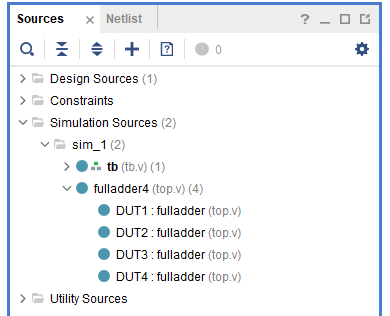 Sources × Netlist ? _ □
0
Design Sources (1)
Constraints
Simulation Sources (2)
sim_1 (2)
tb (tb.v) (1)
fulladder4 (top.v) (4)
DUT1 : fulladder (top.v)
DUT2 : fulladder (top.v)
DUT3 : fulladder (top.v)
DUT4 : fulladder (top.v)
Utility Sources